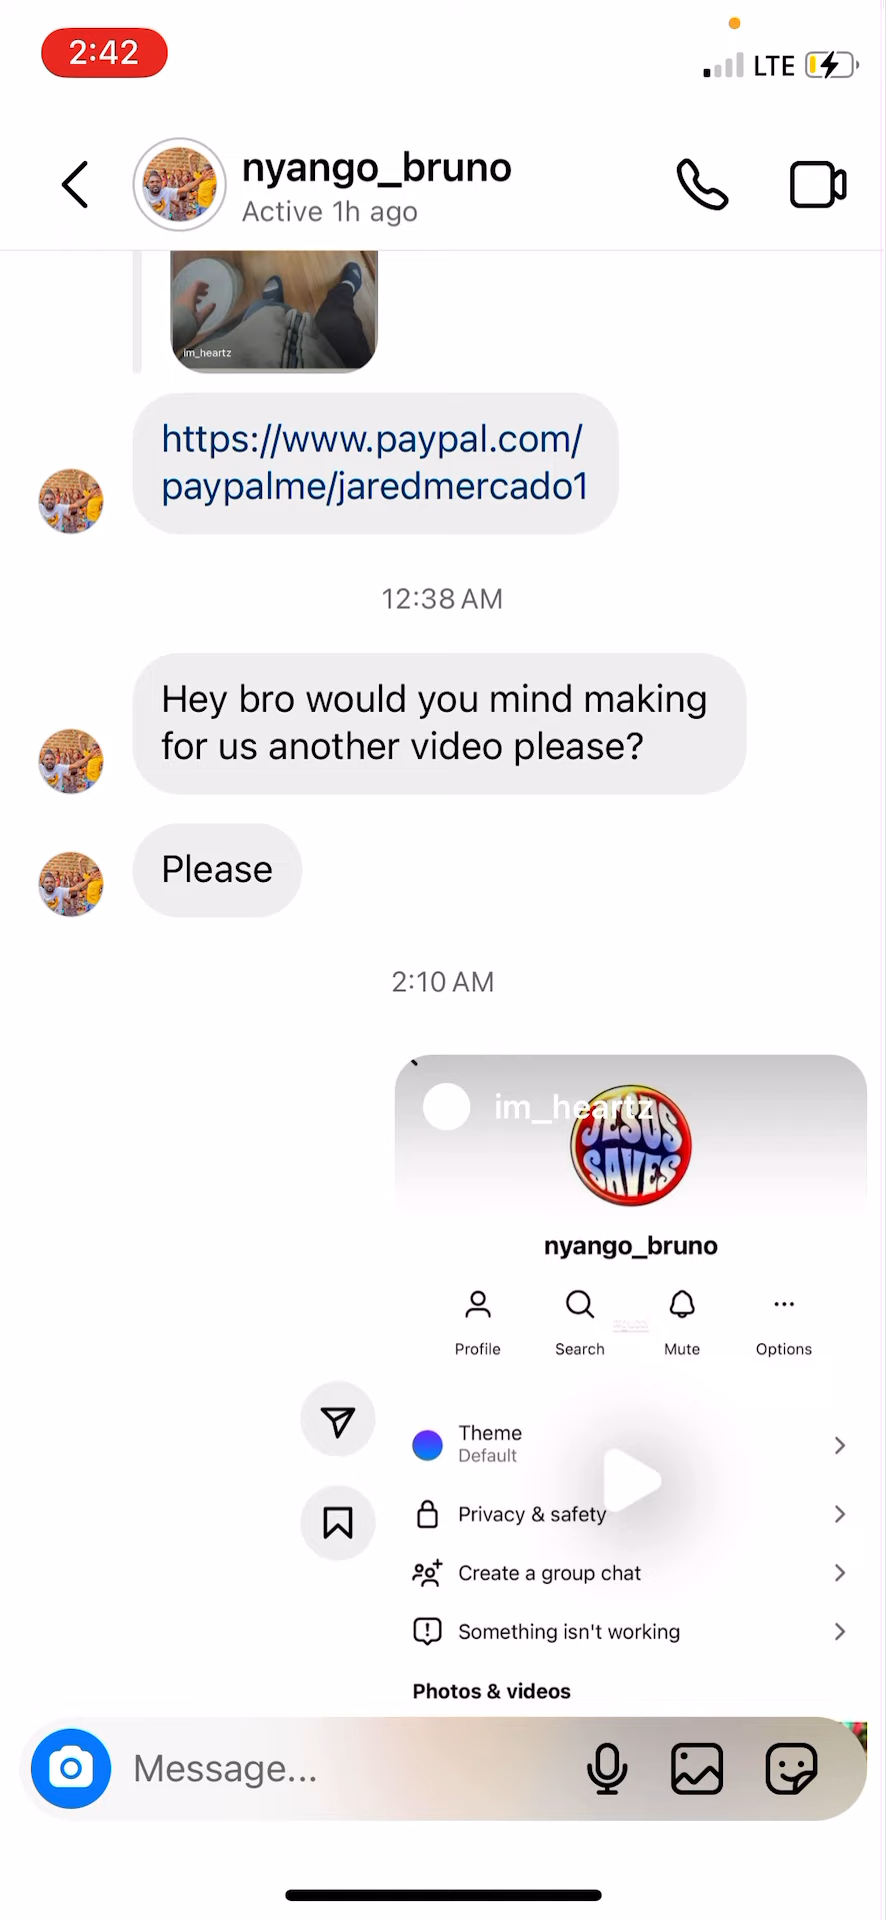 2:42
LTE
nyango_bruno
Active 1h ago
im_heartz
https://www.paypal.com/
paypalme/jaredmercado1
12:38 AM
Hey bro would you mind making
for us another video please?
Please
2:10 AM
im_heartz
JESUS
SAVES
nyango_bruno
Profile
Search
Mute
Options
Theme
Default
Privacy & safety
Create a group chat
Something isn't working
Photos & videos
Message...